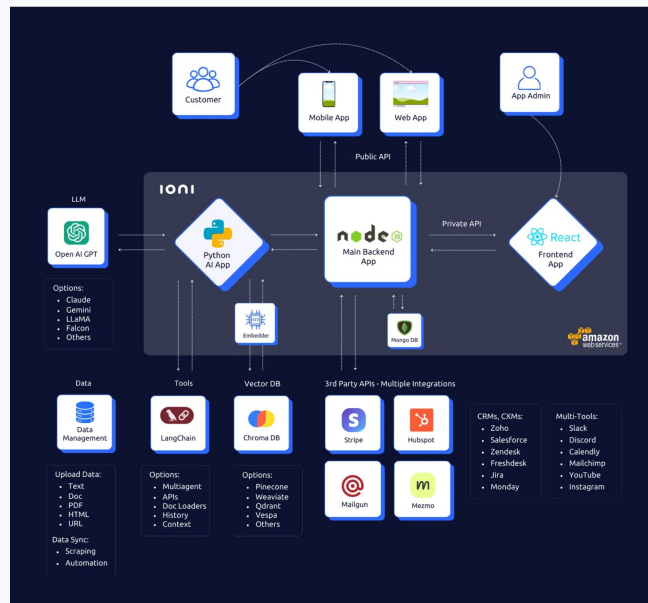 Customer
Mobile App
Web App
App Admin
Public API
IONI
LLM
Open AI GPT
Python
AI App
node JS
Main Backend
App
Private API
React
Frontend
App
Options:
• Claude
• Gemini
• LLaMA
• Falcon
• Others
Embedder
Mongo DB
amazon
web services™
Data
Data
Management
Upload Data:
• Text
• Doc
• PDF
• HTML
• URL
Data Sync:
• Scraping
• Automation
Tools
LangChain
Options:
• Multiagent
• APIs
• Doc Loaders
• History
• Context
Vector DB
Chroma DB
Options:
• Pinecone
• Weaviate
• Qdrant
• Vespa
• Others
3rd Party APIs - Multiple Integrations
S
Stripe
Hubspot
Mailgun
m
Mezmo
CRMs, CXMs:
• Zoho
• Salesforce
• Zendesk
• Freshdesk
• Jira
• Monday
Multi-Tools:
• Slack
• Discord
• Calendly
• Mailchimp
• YouTube
• Instagram